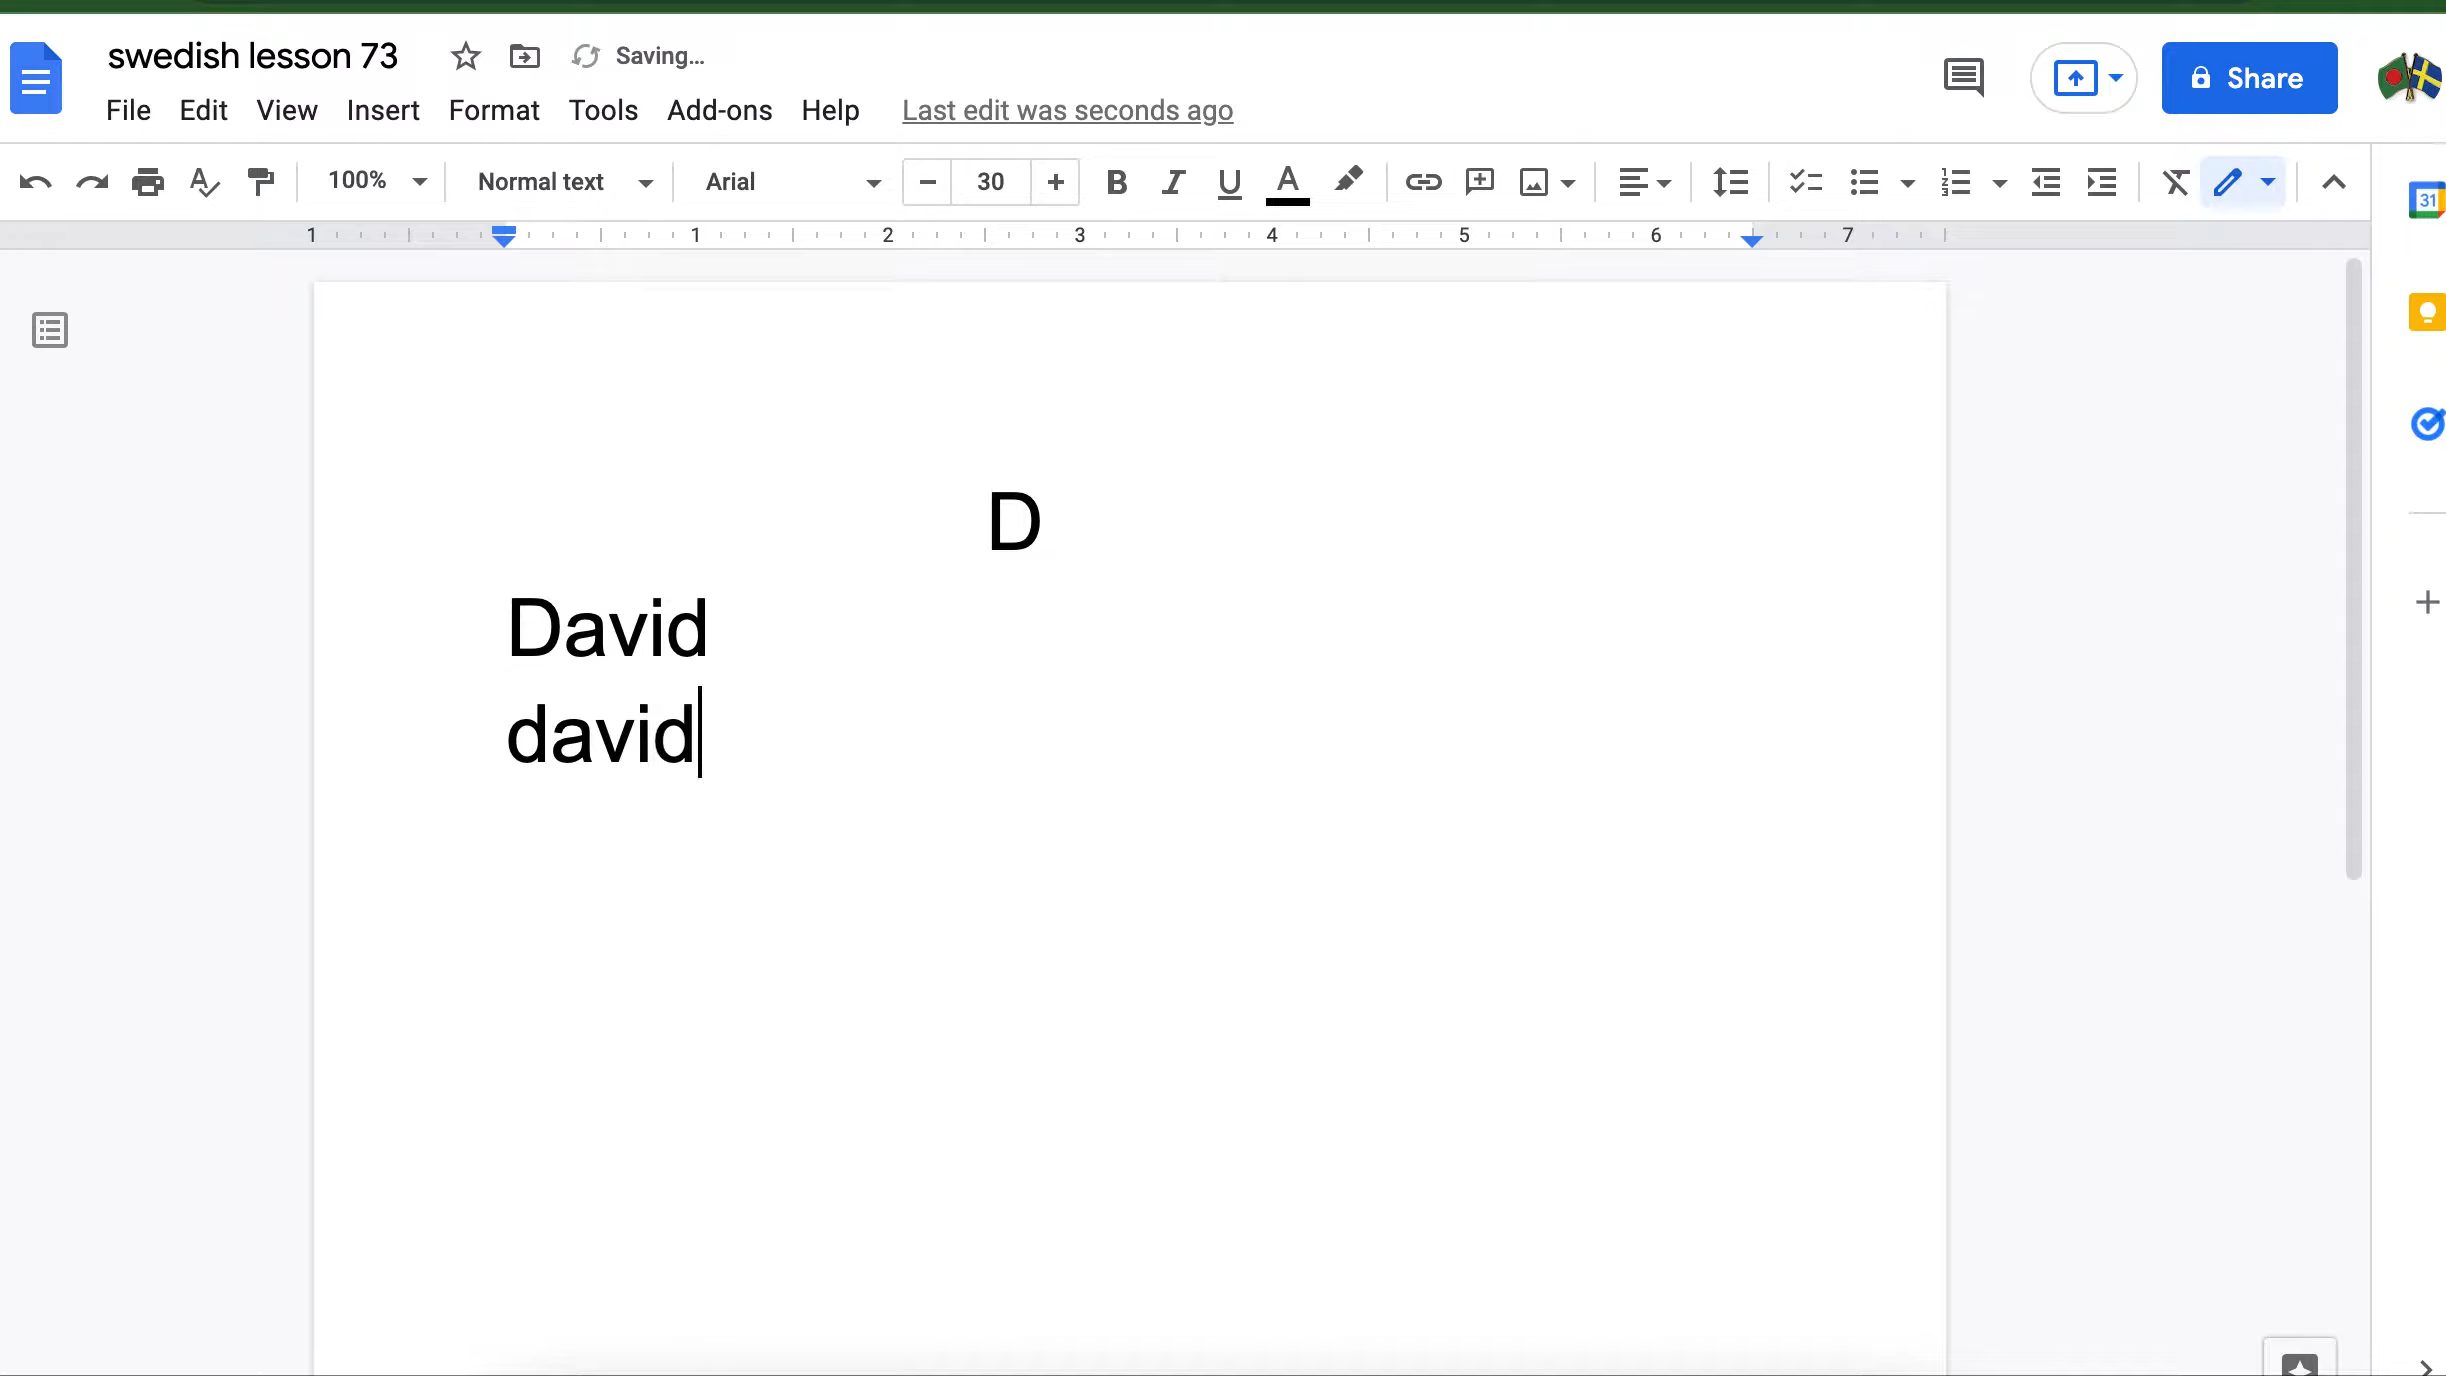 swedish lesson 73 Saving...
Share
File Edit View Insert Format Tools Add-ons Help Last edit was seconds ago
100% Normal text Arial 30 B I U A
1 1 2 3 4 5 6 7
31
D
David
david